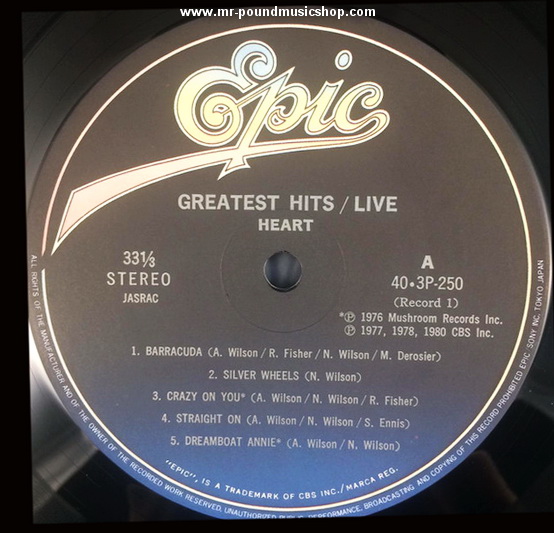 www.mr-poundmusicshop.com
Epic
GREATEST HITS / LIVE
HEART
33⅓
STEREO
JASRAC
A
40•3P-250
(Record 1)
*Ⓟ 1976 Mushroom Records Inc.
Ⓟ 1977, 1978, 1980 CBS Inc.
1. BARRACUDA (A. Wilson / R. Fisher / N. Wilson / M. Derosier)
2. SILVER WHEELS (N. Wilson)
3. CRAZY ON YOU* (A. Wilson / N. Wilson / R. Fisher)
4. STRAIGHT ON (A. Wilson / N. Wilson / S. Ennis)
5. DREAMBOAT ANNIE* (A. Wilson / N. Wilson)
"EPIC", IS A TRADEMARK OF CBS INC./MARCA REG.
ALL RIGHTS OF THE MANUFACTURER AND OF THE OWNER OF THE RECORDED WORK RESERVED. UNAUTHORIZED PUBLIC PERFORMANCE, BROADCASTING AND COPYING OF THIS RECORD PROHIBITED EPIC/SONY INC. TOKYO JAPAN